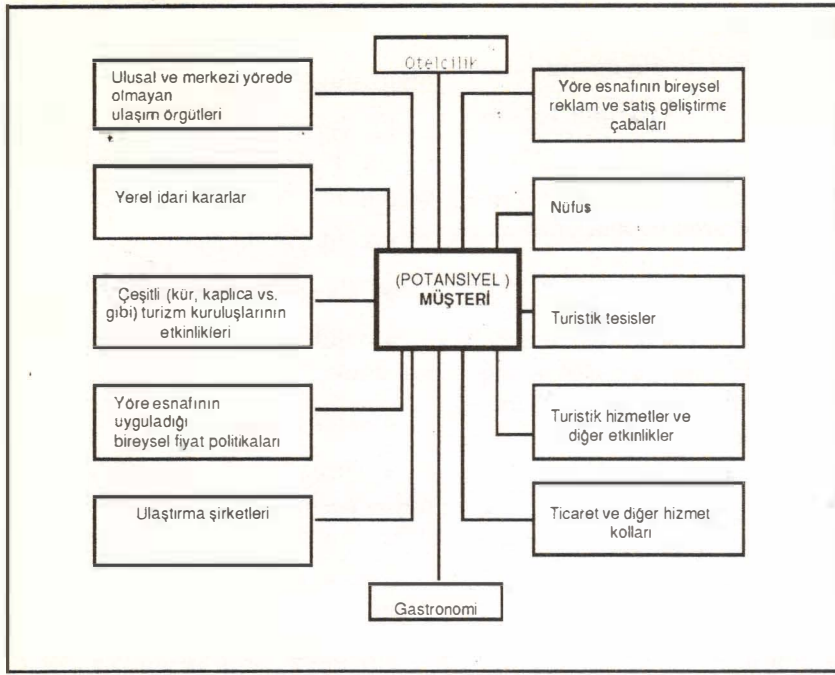 Otelcilik
Ulusal ve merkezi yörede
olmayan
ulaşım örgütleri
Yerel idari kararlar
Çeşitli (kür, kaplıca vs.
gibi) turizm kuruluşlarının
etkinlikleri
Yöre esnafının
uyguladığı
bireysel fiyat politikaları
Ulaştırma şirketleri
(POTANSİYEL)
MÜŞTERİ
Yöre esnafının bireysel
reklam ve satış geliştirme
çabaları
Nüfus
Turistik tesisler
Turistik hizmetler ve
diğer etkinlikler
Ticaret ve diğer hizmet
kolları
Gastronomi